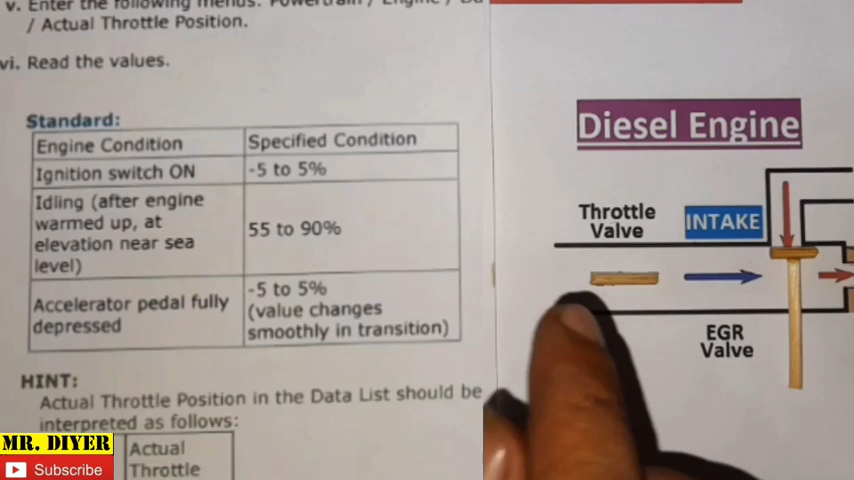 v. Enter the following menus: Powertrain / Engine /
/ Actual Throttle Position.
vi. Read the values.
Standard:
Engine Condition
Specified Condition
Ignition switch ON
-5 to 5%
Idling (after engine
warmed up, at
elevation near sea
level)
55 to 90%
Accelerator pedal fully
depressed
-5 to 5%
(value changes
smoothly in transition)
HINT:
Actual Throttle Position in the Data List should be
interpreted as follows:
Actual
Throttle
MR. DIYER
Subscribe
Diesel Engine
Throttle
Valve
INTAKE
EGR
Valve